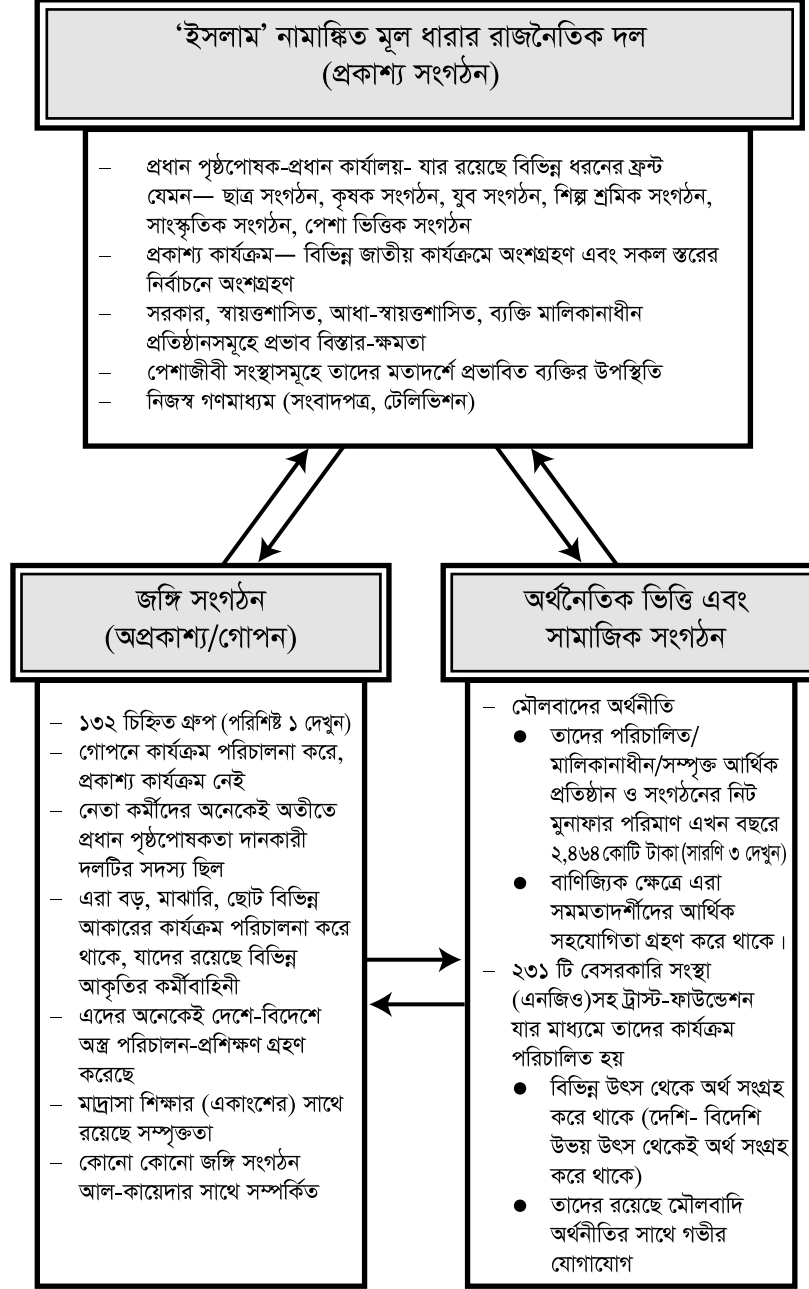 ‘ইসলাম’ নামাঙ্কিত মূল ধারার রাজনৈতিক দল
(প্রকাশ্য সংগঠন)
– প্রধান পৃষ্ঠপোষক-প্রধান কার্যালয়- যার রয়েছে বিভিন্ন ধরনের ফ্রন্ট
যেমন— ছাত্র সংগঠন, কৃষক সংগঠন, যুব সংগঠন, শিল্প শ্রমিক সংগঠন,
সাংস্কৃতিক সংগঠন, পেশা ভিত্তিক সংগঠন
– প্রকাশ্য কার্যক্রম— বিভিন্ন জাতীয় কার্যক্রমে অংশগ্রহণ এবং সকল স্তরের
নির্বাচনে অংশগ্রহণ
– সরকার, স্বায়ত্তশাসিত, আধা-স্বায়ত্তশাসিত, ব্যক্তি মালিকানাধীন
প্রতিষ্ঠানসমূহে প্রভাব বিস্তার-ক্ষমতা
– পেশাজীবী সংস্থাসমূহে তাদের মতাদর্শে প্রভাবিত ব্যক্তির উপস্থিতি
– নিজস্ব গণমাধ্যম (সংবাদপত্র, টেলিভিশন)
জঙ্গি সংগঠন
(অপ্রকাশ্য/গোপন)
– ১৩২ চিহ্নিত গ্রুপ (পরিশিষ্ট ১ দেখুন)
– গোপনে কার্যক্রম পরিচালনা করে,
প্রকাশ্য কার্যক্রম নেই
– নেতা কর্মীদের অনেকেই অতীতে
প্রধান পৃষ্ঠপোষকতা দানকারী
দলটির সদস্য ছিল
– এরা বড়, মাঝারি, ছোট বিভিন্ন
আকারের কার্যক্রম পরিচালনা করে
থাকে, যাদের রয়েছে বিভিন্ন
আকৃতির কর্মীবাহিনী
– এদের অনেকেই দেশে-বিদেশে
অস্ত্র পরিচালন-প্রশিক্ষণ গ্রহণ
করেছে
– মাদ্রাসা শিক্ষার (একাংশের) সাথে
রয়েছে সম্পৃক্ততা
– কোনো কোনো জঙ্গি সংগঠন
আল-কায়েদার সাথে সম্পর্কিত
অর্থনৈতিক ভিত্তি এবং
সামাজিক সংগঠন
– মৌলবাদের অর্থনীতি
● তাদের পরিচালিত/
মালিকানাধীন/সম্পৃক্ত আর্থিক
প্রতিষ্ঠান ও সংগঠনের নিট
মুনাফার পরিমাণ এখন বছরে
২,৪৬৪ কোটি টাকা (সারণি ৩ দেখুন)
● বাণিজ্যিক ক্ষেত্রে এরা
সমমতাদর্শীদের আর্থিক
সহযোগিতা গ্রহণ করে থাকে।
– ২৩১ টি বেসরকারি সংস্থা
(এনজিও)সহ ট্রাস্ট-ফাউন্ডেশন
যার মাধ্যমে তাদের কার্যক্রম
পরিচালিত হয়
● বিভিন্ন উৎস থেকে অর্থ সংগ্রহ
করে থাকে (দেশি- বিদেশি
উভয় উৎস থেকেই অর্থ সংগ্রহ
করে থাকে)
● তাদের রয়েছে মৌলবাদি
অর্থনীতির সাথে গভীর
যোগাযোগ